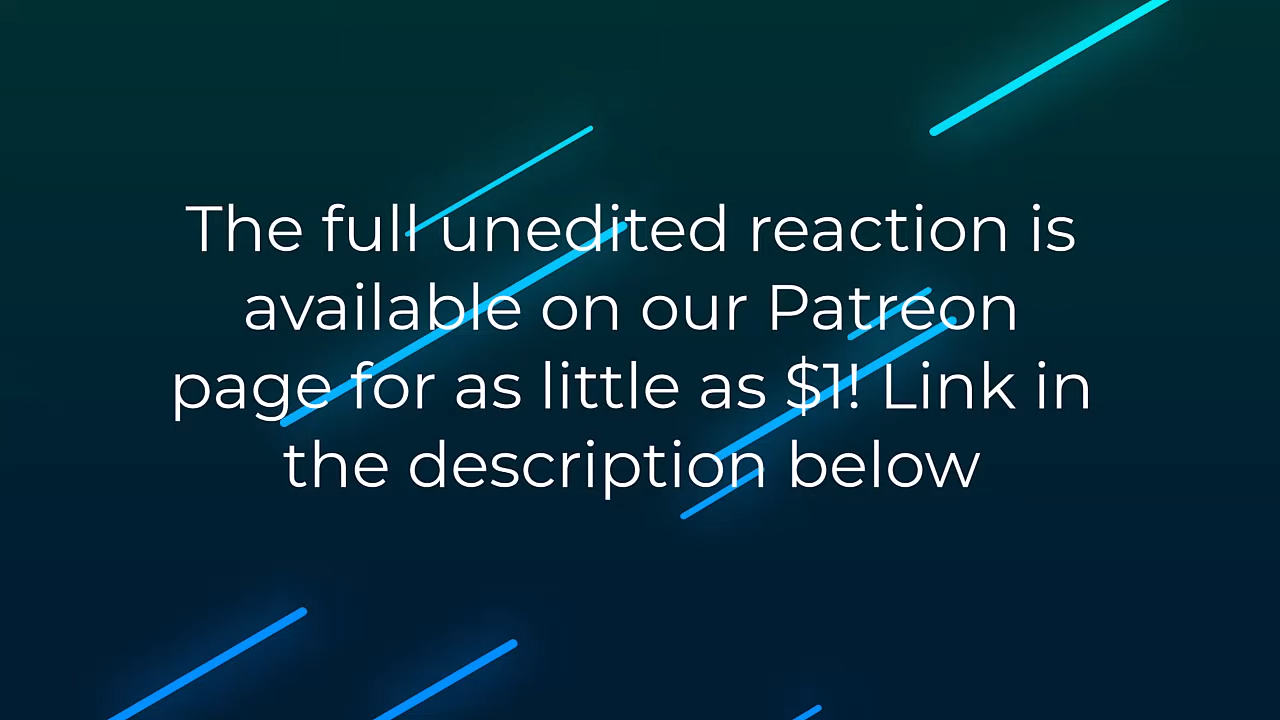 The full unedited reaction is
available on our Patreon
page for as little as $1! Link in
the description below